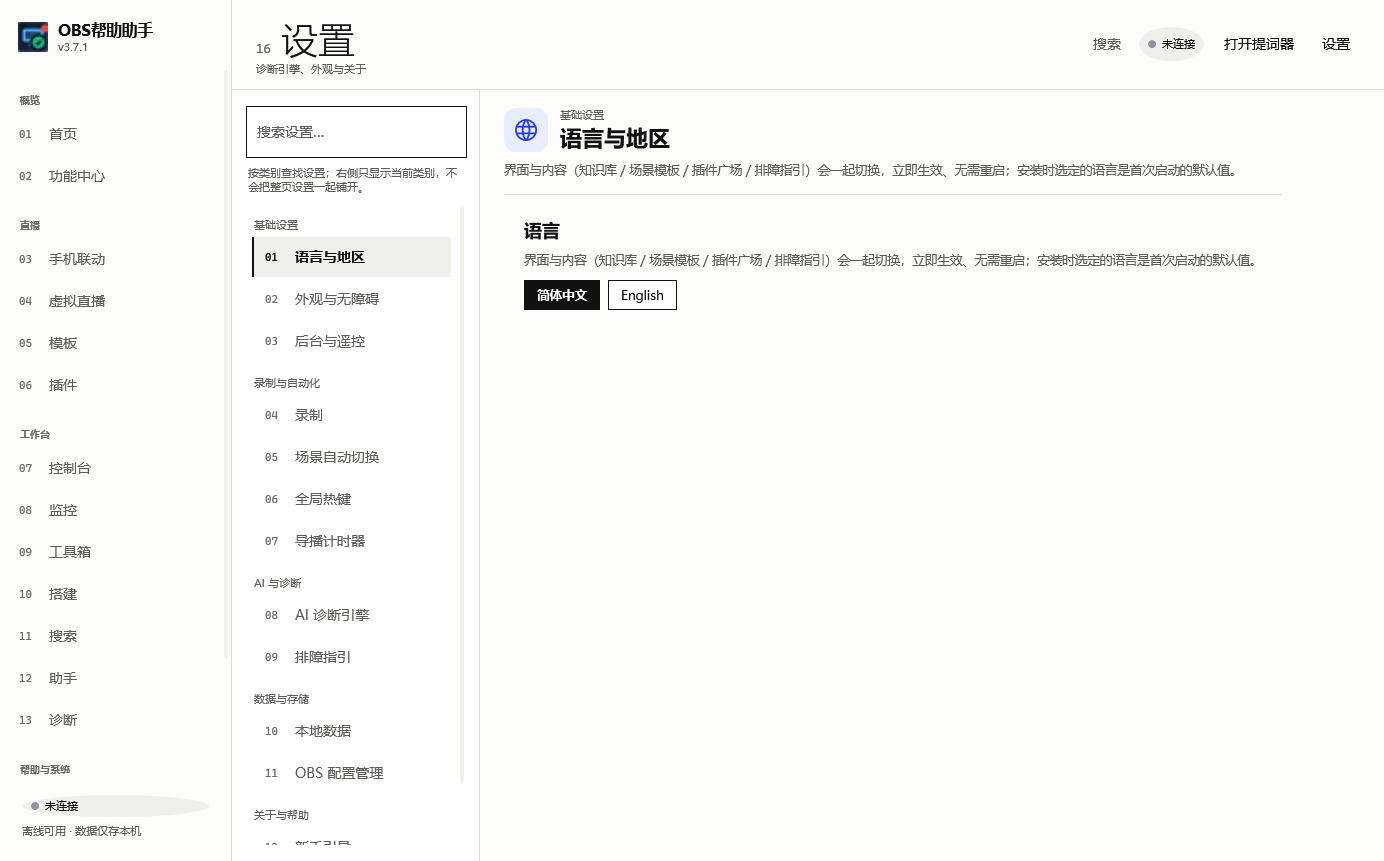 OBS帮助助手
v3.7.1
概览
01 首页
02 功能中心
直播
03 手机联动
04 虚拟直播
05 模板
06 插件
工作台
07 控制台
08 监控
09 工具箱
10 搭建
11 搜索
12 助手
13 诊断
帮助与系统
未连接
离线可用 · 数据仅存本机
16 设置
诊断引擎、外观与关于
搜索
未连接
打开提词器
设置
搜索设置...
按类别查找设置；右侧只显示当前类别，不
会把整页设置一起铺开。
基础设置
01 语言与地区
02 外观与无障碍
03 后台与遥控
录制与自动化
04 录制
05 场景自动切换
06 全局热键
07 导播计时器
AI 与诊断
08 AI 诊断引擎
09 排障指引
数据与存储
10 本地数据
11 OBS 配置管理
关于与帮助
基础设置
语言与地区
界面与内容（知识库 / 场景模板 / 插件广场 / 排障指引）会一起切换，立即生效、无需重启；安装时选定的语言是首次启动的默认值。
语言
界面与内容（知识库 / 场景模板 / 插件广场 / 排障指引）会一起切换，立即生效、无需重启；安装时选定的语言是首次启动的默认值。
简体中文
English